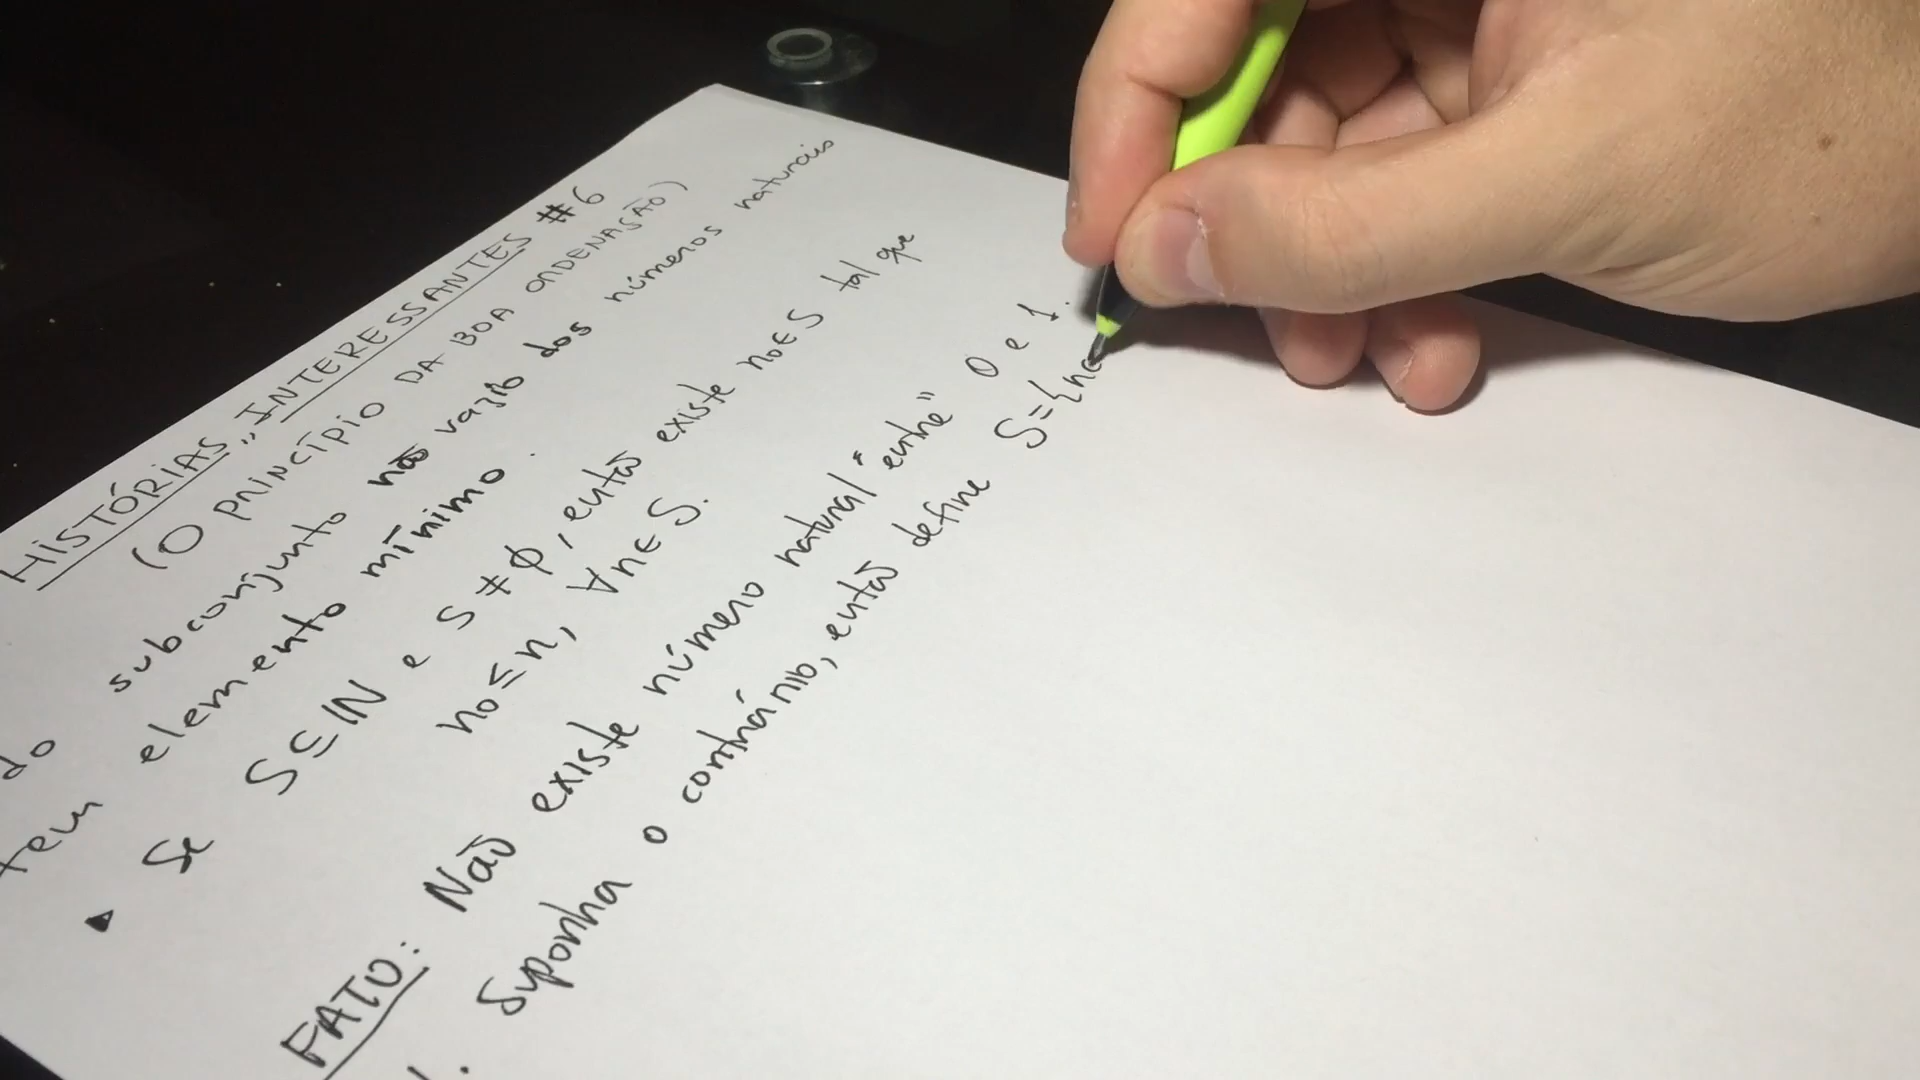 HISTÓRIAS „INTERESSANTES #6
(O PRINCÍPIO DA BOA ORDENASÃO)
do subconjunto não vazio dos números naturais
tem elemento mínimo.
Se S⊆ℕ e S≠∅, então existe n₀∈S tal que
n₀≤n, ∀n∈S.
FATO: Não existe número natural "entre" 0 e 1.
Suponha o contrário, então define S={n∈